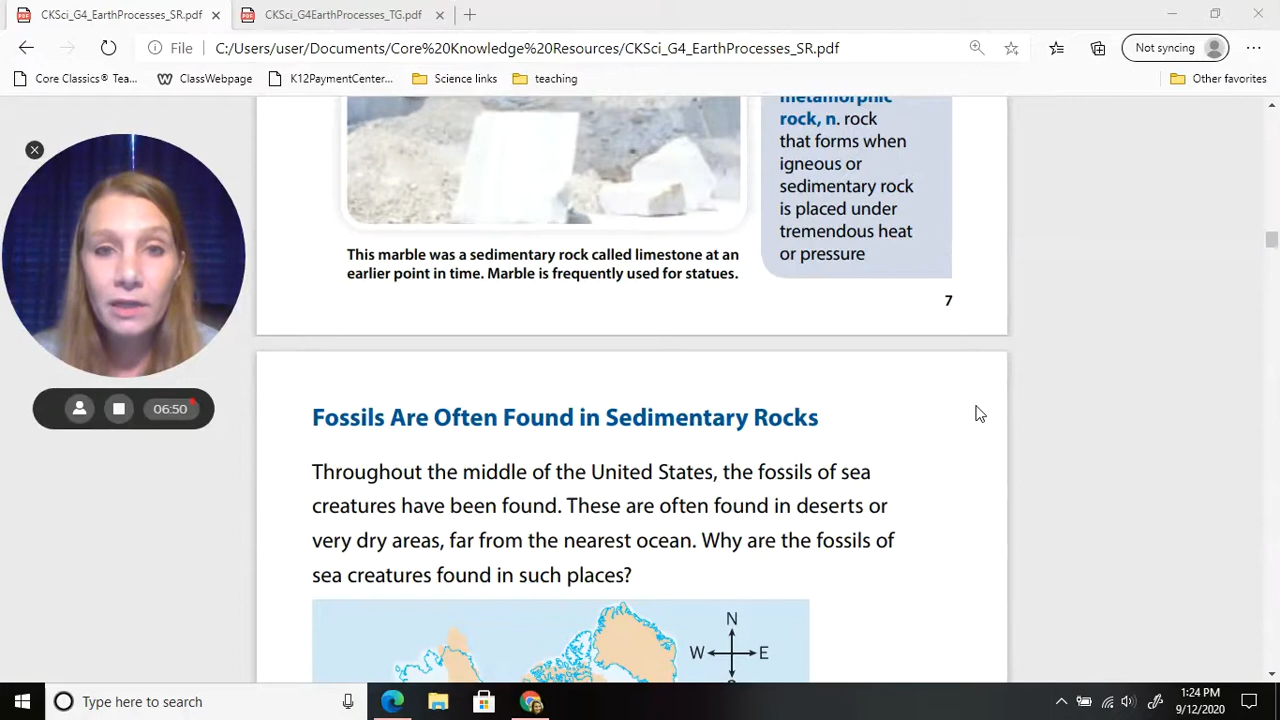 CKSci_G4_EarthProcesses_SR.pdf
CKSci_G4EarthProcesses_TG.pdf
File
C:/Users/user/Documents/Core%20Knowledge%20Resources/CKSci_G4_EarthProcesses_SR.pdf
Not syncing
Core Classics® Tea...
ClassWebpage
K12PaymentCenter...
Science links
teaching
Other favorites
metamorphic
rock, n. rock
that forms when
igneous or
sedimentary rock
is placed under
tremendous heat
or pressure
This marble was a sedimentary rock called limestone at an
earlier point in time. Marble is frequently used for statues.
7
06:50
Fossils Are Often Found in Sedimentary Rocks
Throughout the middle of the United States, the fossils of sea
creatures have been found. These are often found in deserts or
very dry areas, far from the nearest ocean. Why are the fossils of
sea creatures found in such places?
N
W E
Type here to search
1:24 PM
9/12/2020